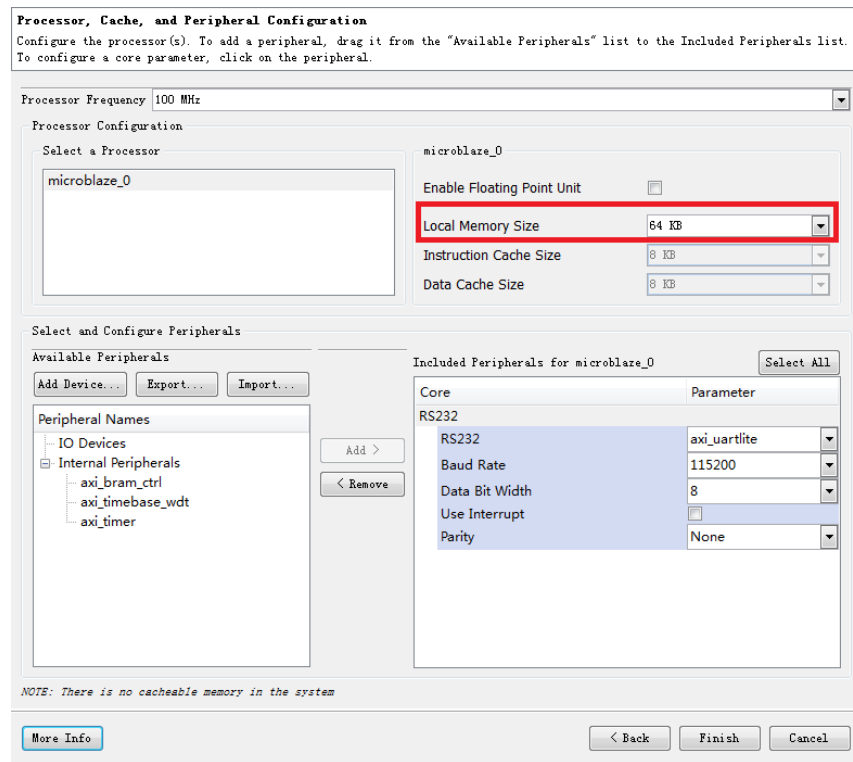 Processor, Cache, and Peripheral Configuration
Configure the processor(s). To add a peripheral, drag it from the "Available Peripherals" list to the Included Peripherals list.
To configure a core parameter, click on the peripheral.
Processor Frequency 100 MHz
Processor Configuration
Select a Processor
microblaze_0
microblaze_0
Enable Floating Point Unit
Local Memory Size 64 KB
Instruction Cache Size 8 KB
Data Cache Size 8 KB
Select and Configure Peripherals
Available Peripherals
Add Device... Export... Import...
Peripheral Names
IO Devices
Internal Peripherals
axi_bram_ctrl
axi_timebase_wdt
axi_timer
Add >
< Remove
Included Peripherals for microblaze_0 Select All
Core Parameter
RS232
RS232 axi_uartlite
Baud Rate 115200
Data Bit Width 8
Use Interrupt
Parity None
NOTE: There is no cacheable memory in the system
More Info < Back Finish Cancel